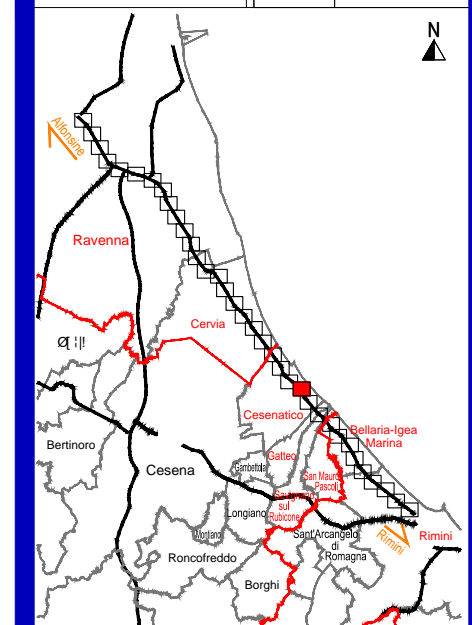 N
Alfonsine
Ravenna
Cervia
Ø[ ¦|!
Cesenatico
Bellaria-Igea
Marina
Bertinoro
Gatteo
Cesena
Gambettola
San Mauro
Pascoli
Savignano
sul
Rubicone
Longiano
Montiano
Sant'Arcangelo
di
Romagna
Rimini
Rimini
Roncofreddo
Borghi